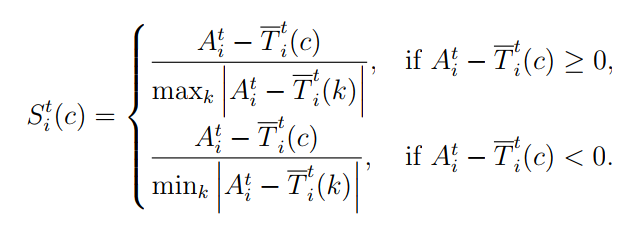 $$S_i^t(c) = \begin{cases} \dfrac{A_i^t - \overline{T}_i^t(c)}{\max_k \left| A_i^t - \overline{T}_i^t(k) \right|}, & \text{if } A_i^t - \overline{T}_i^t(c) \geq 0, \\ \dfrac{A_i^t - \overline{T}_i^t(c)}{\min_k \left| A_i^t - \overline{T}_i^t(k) \right|}, & \text{if } A_i^t - \overline{T}_i^t(c) < 0. \end{cases}$$